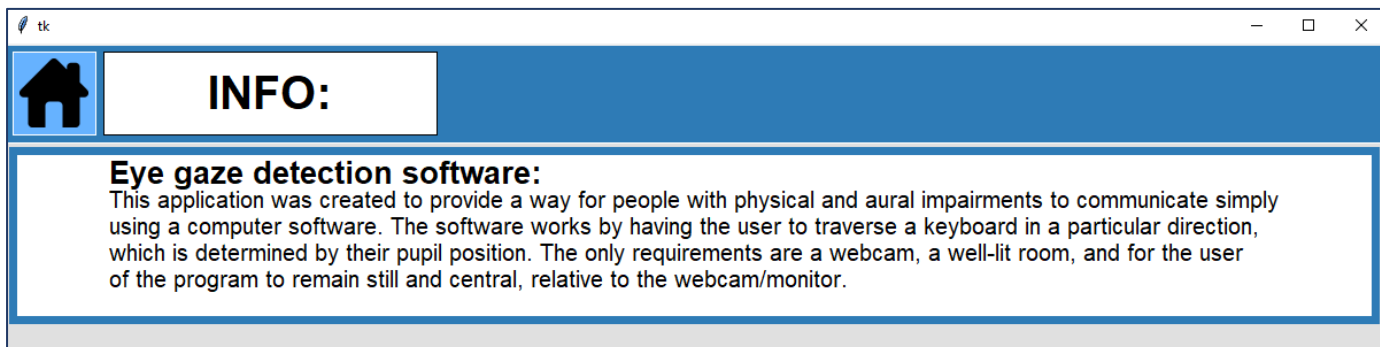 tk
INFO:
Eye gaze detection software:
This application was created to provide a way for people with physical and aural impairments to communicate simply
using a computer software. The software works by having the user to traverse a keyboard in a particular direction,
which is determined by their pupil position. The only requirements are a webcam, a well-lit room, and for the user
of the program to remain still and central, relative to the webcam/monitor.